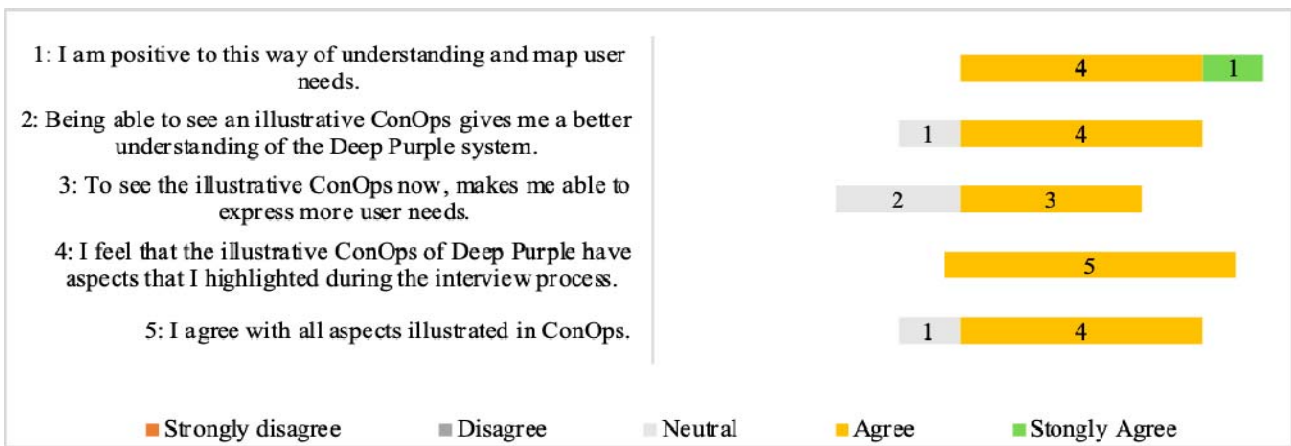 1: I am positive to this way of understanding and map user
needs.
4 1
2: Being able to see an illustrative ConOps gives me a better
understanding of the Deep Purple system.
1 4
3: To see the illustrative ConOps now, makes me able to
express more user needs.
2 3
4: I feel that the illustrative ConOps of Deep Purple have
aspects that I highlighted during the interview process.
5
5: I agree with all aspects illustrated in ConOps.
1 4
Strongly disagree Disagree Neutral Agree Stongly Agree